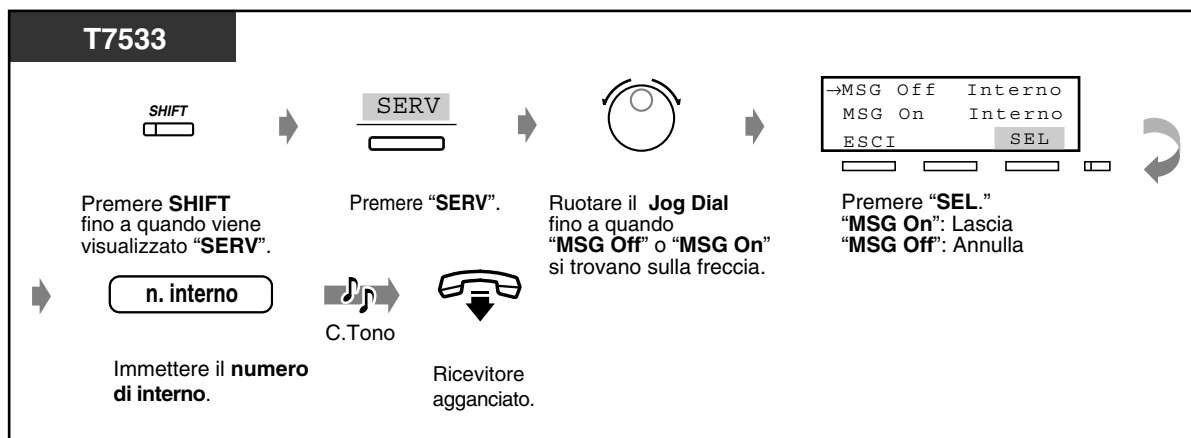 T7533
SHIFT
SERV
→MSG Off Interno
MSG On Interno
ESCI SEL
Premere SHIFT
fino a quando viene
visualizzato “SERV”.
Premere “SERV”.
Ruotare il Jog Dial
fino a quando
“MSG Off” o “MSG On”
si trovano sulla freccia.
Premere “SEL.”
“MSG On”: Lascia
“MSG Off”: Annulla
n. interno
C.Tono
Immettere il numero
di interno.
Ricevitore
agganciato.